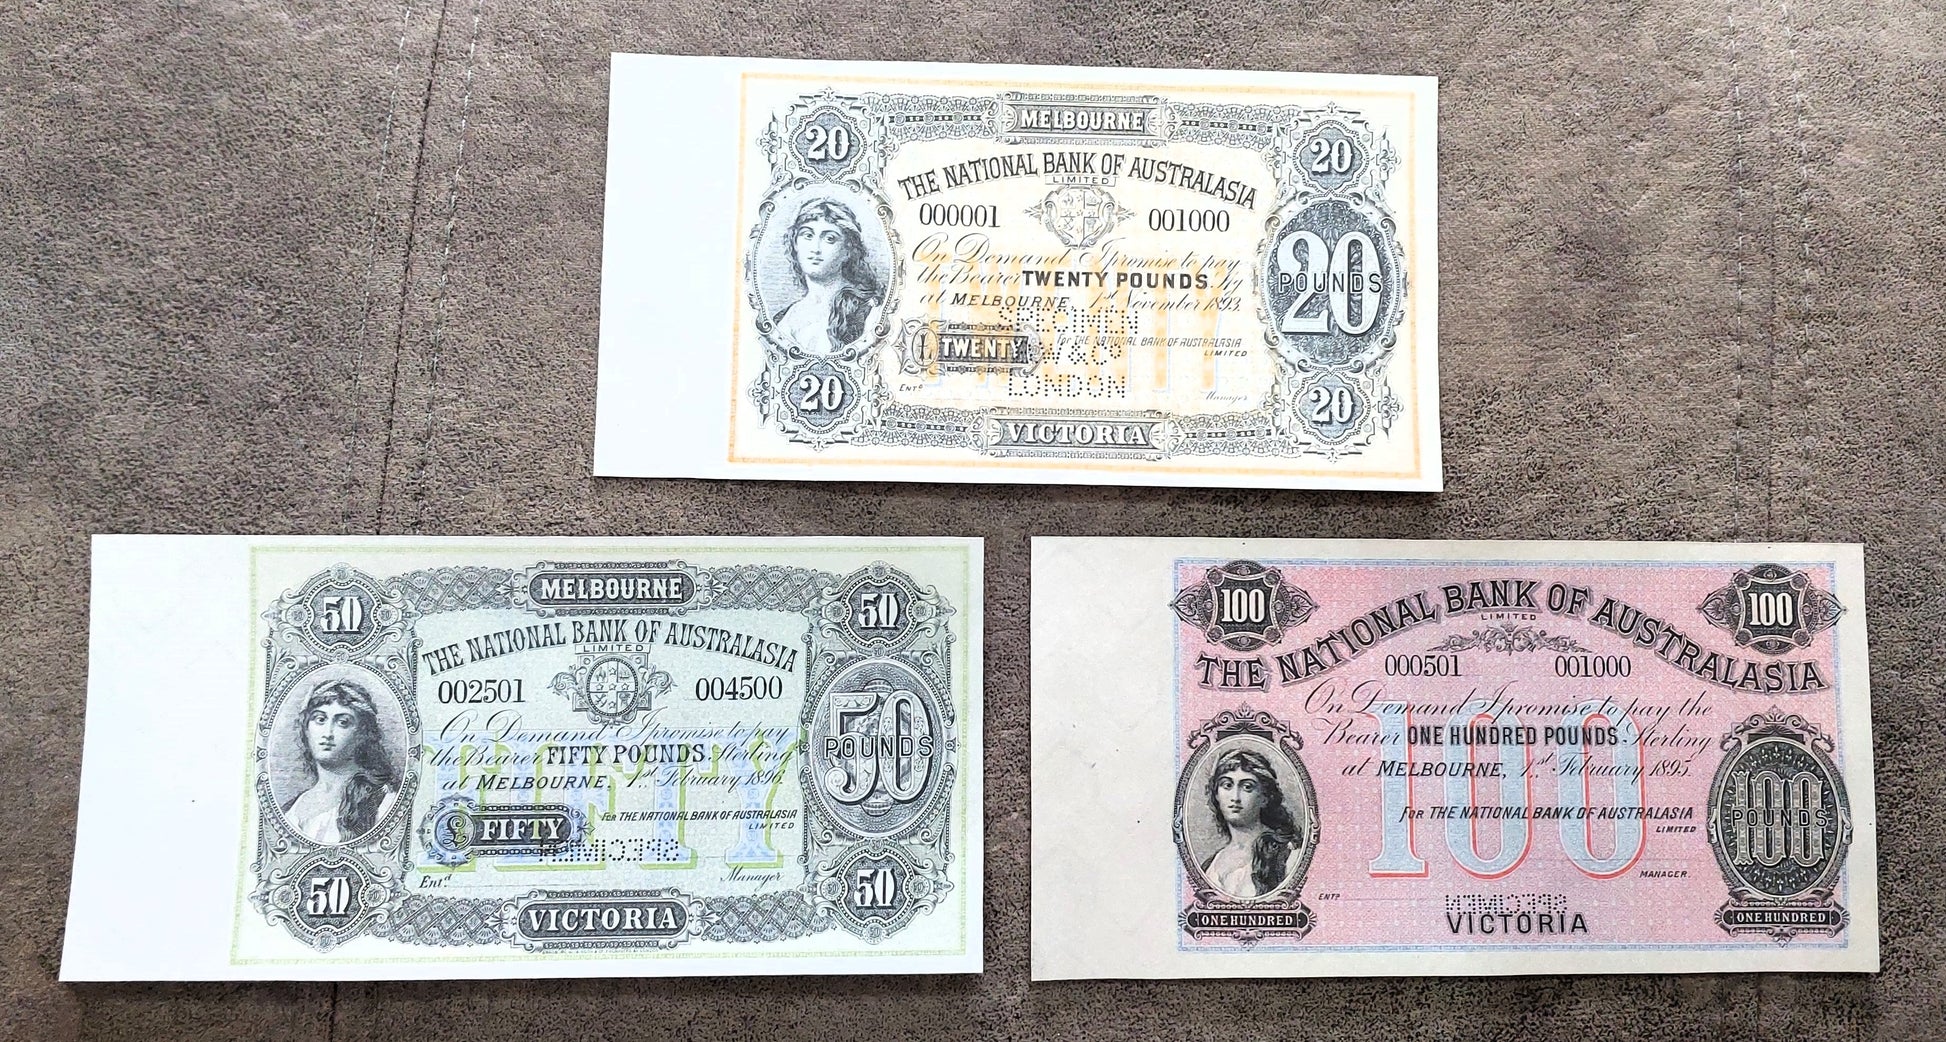 20 MELBOURNE 20
THE NATIONAL BANK OF AUSTRALASIA
LIMITED
000001 001000
On Demand I promise to pay
the Bearer TWENTY POUNDS.
at MELBOURNE, 1st November 1893.
20 POUNDS
SPECIMEN
£ TWENTY
W & Co
for THE NATIONAL BANK OF AUSTRALASIA
LIMITED
LONDON
Entd Manager
20 VICTORIA 20
50 MELBOURNE 50
THE NATIONAL BANK OF AUSTRALASIA
LIMITED
002501 004500
On Demand I promise to pay
the Bearer FIFTY POUNDS. Sterling
at MELBOURNE, 1st February 1896.
50 POUNDS
FIFTY
£ FIFTY
For THE NATIONAL BANK OF AUSTRALASIA
LIMITED
SPECIMEN
Entd Manager
50 VICTORIA 50
100 100
THE NATIONAL BANK OF AUSTRALASIA
LIMITED
000501 001000
On Demand I promise to pay the
Bearer ONE HUNDRED POUNDS. Sterling
at MELBOURNE, 1st February 1895.
100
100 POUNDS
For THE NATIONAL BANK OF AUSTRALASIA
LIMITED
ENTD MANAGER.
SPECIMEN
ONE HUNDRED VICTORIA ONE HUNDRED